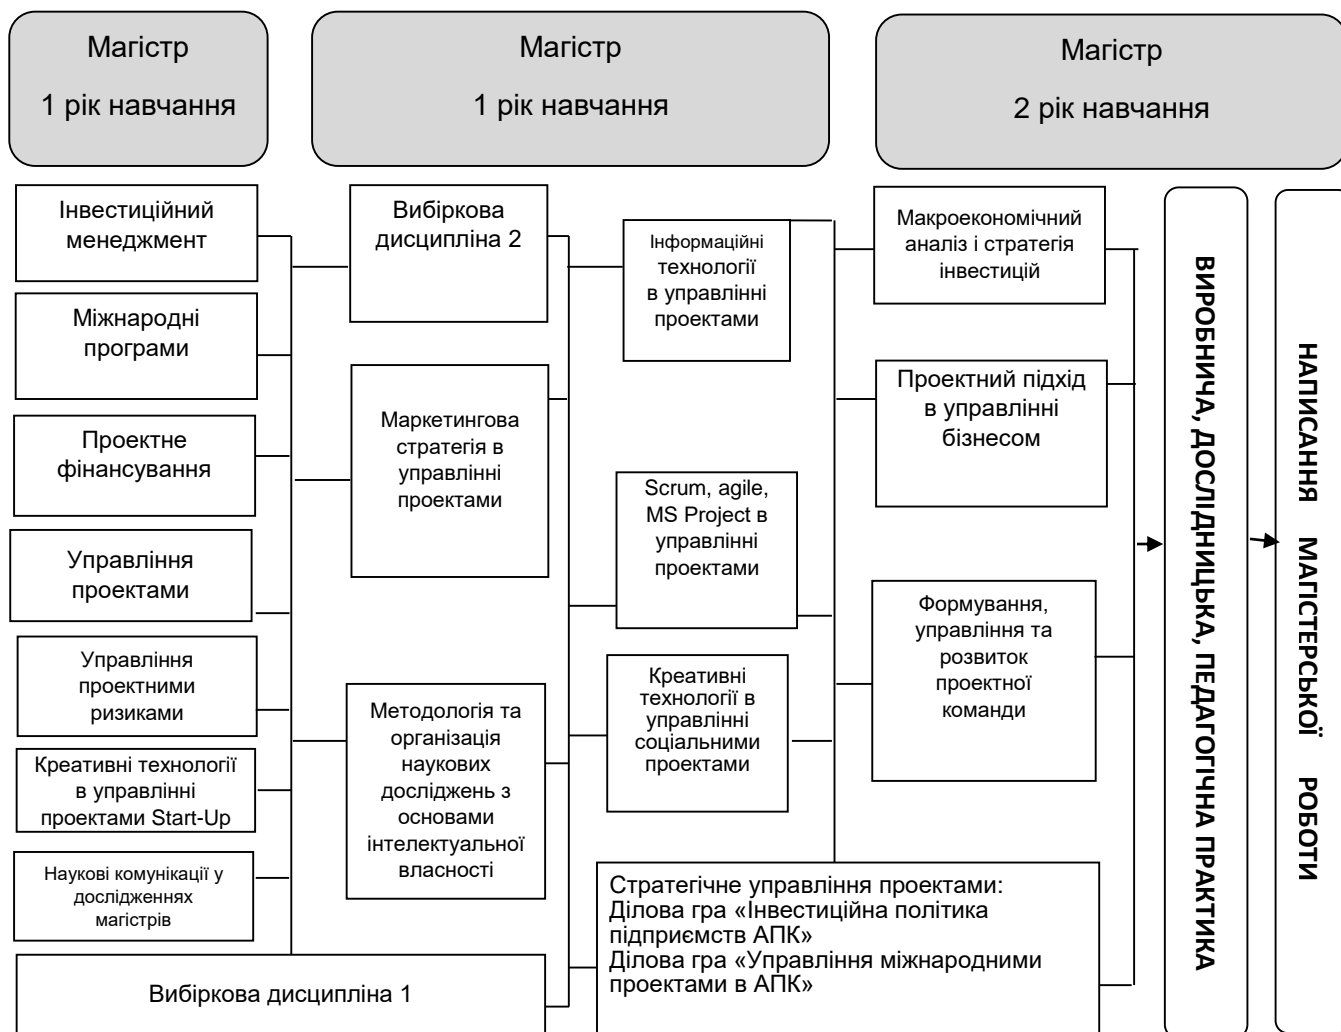 Магістр
1 рік навчання
Магістр
1 рік навчання
Магістр
2 рік навчання
Інвестиційний
менеджмент
Міжнародні
програми
Проектне
фінансування
Управління
проектами
Управління
проектними
ризиками
Креативні технології
в управлінні
проектами Start-Up
Наукові комунікації у
дослідженнях
магістрів
Вибіркова дисципліна 1
Вибіркова
дисципліна 2
Маркетингова
стратегія в
управлінні
проектами
Методологія та
організація
наукових
досліджень з
основами
інтелектуальної
власності
Інформаційні
технології
в управлінні
проектами
Scrum, agile,
MS Project в
управлінні
проектами
Креативні
технології в
управлінні
соціальними
проектами
Стратегічне управління проектами:
Ділова гра «Інвестиційна політика
підприємств АПК»
Ділова гра «Управління міжнародними
проектами в АПК»
Макроекономічний
аналіз і стратегія
інвестицій
Проектний підхід
в управлінні
бізнесом
Формування,
управління та
розвиток
проектної
команди
ВИРОБНИЧА, ДОСЛІДНИЦЬКА, ПЕДАГОГІЧНА ПРАКТИКА
НАПИСАННЯ МАГІСТЕРСЬКОЇ РОБОТИ